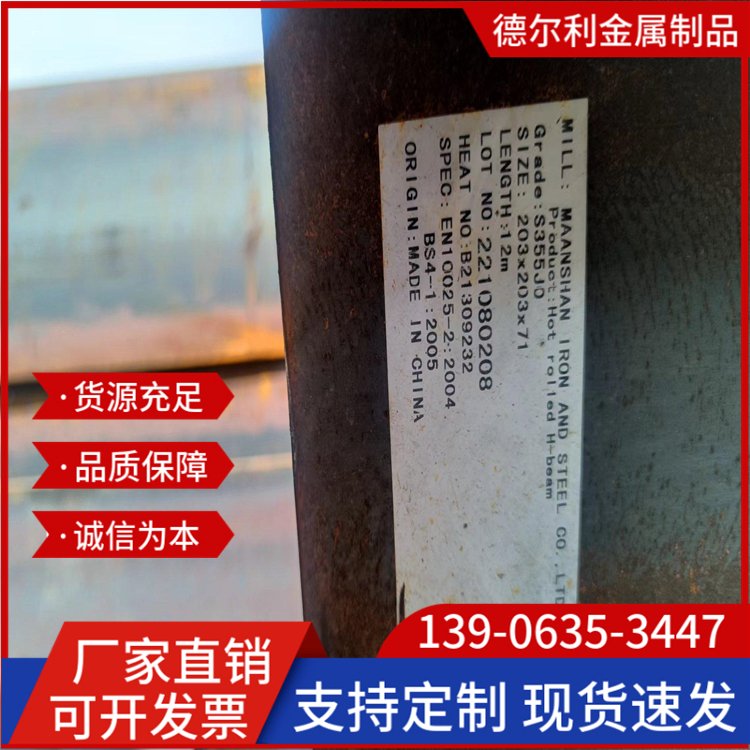 德尔利金属制品
MILL: MAANSHAN IRON AND STEEL CO.,LTD
Product:Hot rolled H-beam
Grade:S355J0
SIZE: 203x203x71
LENGTH:12m
LOT NO:221080208
HEAT NO:B21309232
SPEC:EN10025-2:2004
BS4-1:2005
ORIGIN:MADE IN CHINA
货源充足
品质保障
诚信为本
139-0635-3447
厂家直销
可开发票
支持定制 现货速发